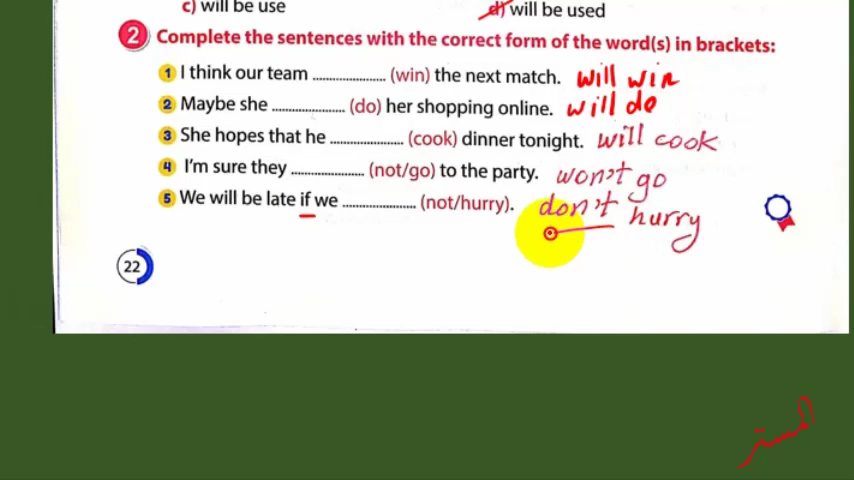 c) will be use d) will be used
2 Complete the sentences with the correct form of the word(s) in brackets:
1 I think our team .................... (win) the next match. will win
2 Maybe she .................... (do) her shopping online. will do
3 She hopes that he .................... (cook) dinner tonight. will cook
4 I'm sure they .................... (not/go) to the party. won't go
5 We will be late if we .................... (not/hurry). don't hurry
22
المستر